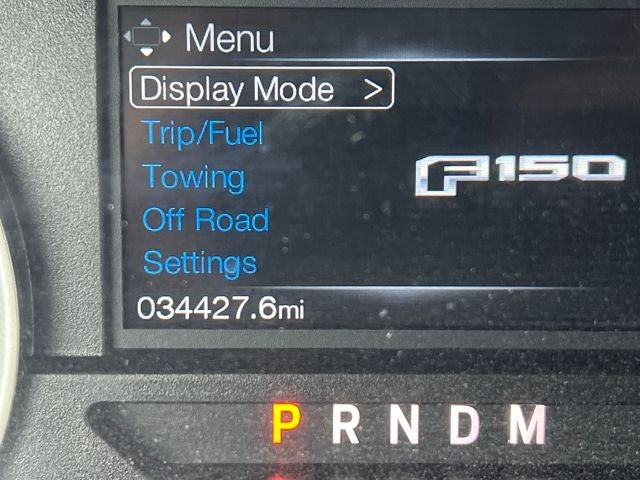 Menu
Display Mode >
Trip/Fuel
Towing
F150
Off Road
Settings
034427.6mi
P R N D M